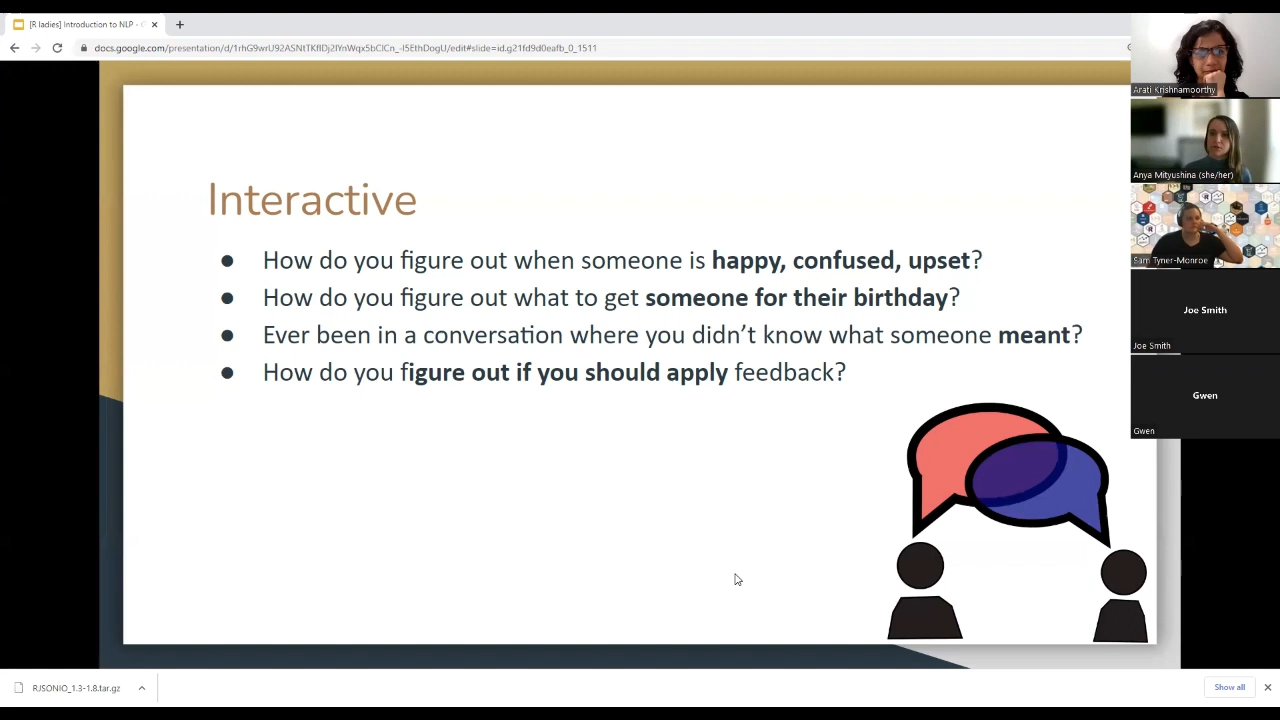 [R ladies] Introduction to NLP - G
docs.google.com/presentation/d/1rhG9wrU92ASNtTKflDj2lYnWqx5bClCn_-I5EthDogU/edit#slide=id.g21fd9d0eafb_0_1511
Arati Krishnamoorthy
Anya Mityushina (she/her)
Sam Tyner-Monroe
Joe Smith
Joe Smith
Gwen
Gwen
Interactive
● How do you figure out when someone is happy, confused, upset?
● How do you figure out what to get someone for their birthday?
● Ever been in a conversation where you didn’t know what someone meant?
● How do you figure out if you should apply feedback?
RJSONIO_1.3-1.8.tar.gz
Show all